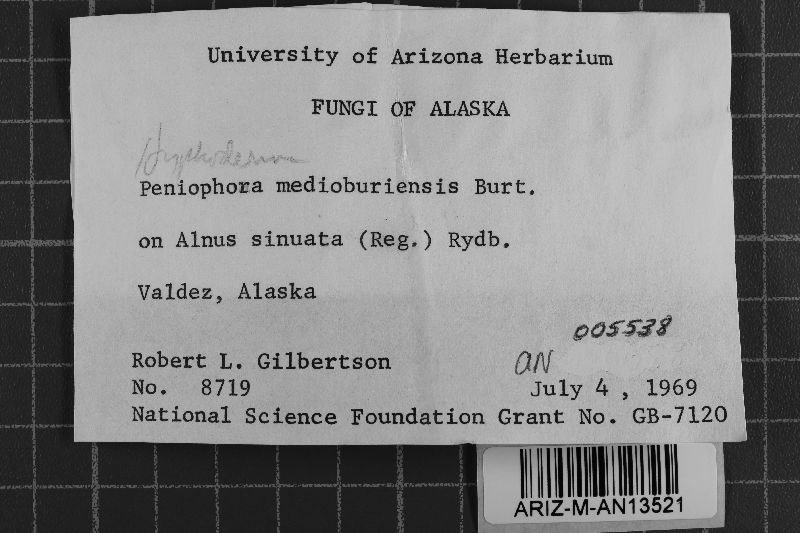 University of Arizona Herbarium
FUNGI OF ALASKA
Hyphoderma
Peniophora medioburiensis Burt.
on Alnus sinuata (Reg.) Rydb.
Valdez, Alaska
005538
Robert L. Gilbertson
AN
No. 8719
July 4 , 1969
National Science Foundation Grant No. GB-7120
ARIZ-M-AN13521